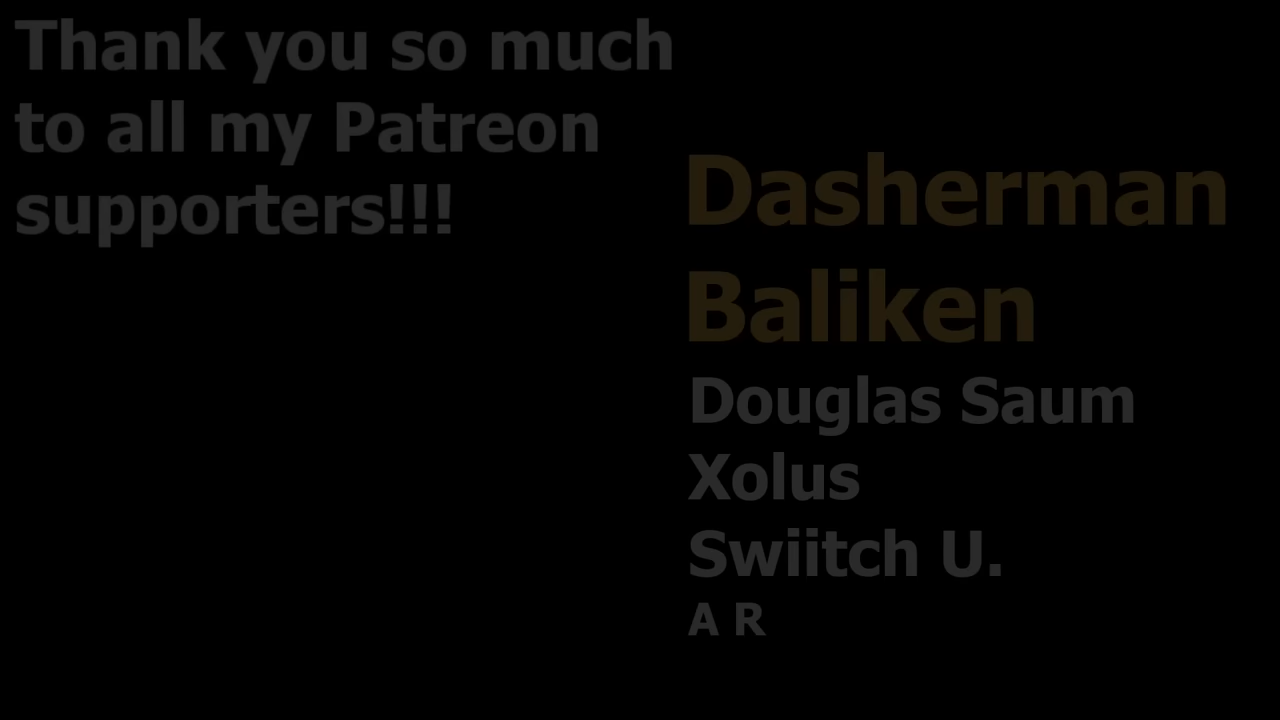 Thank you so much
to all my Patreon
supporters!!!
Dasherman
Baliken
Douglas Saum
Xolus
Swiitch U.
A R